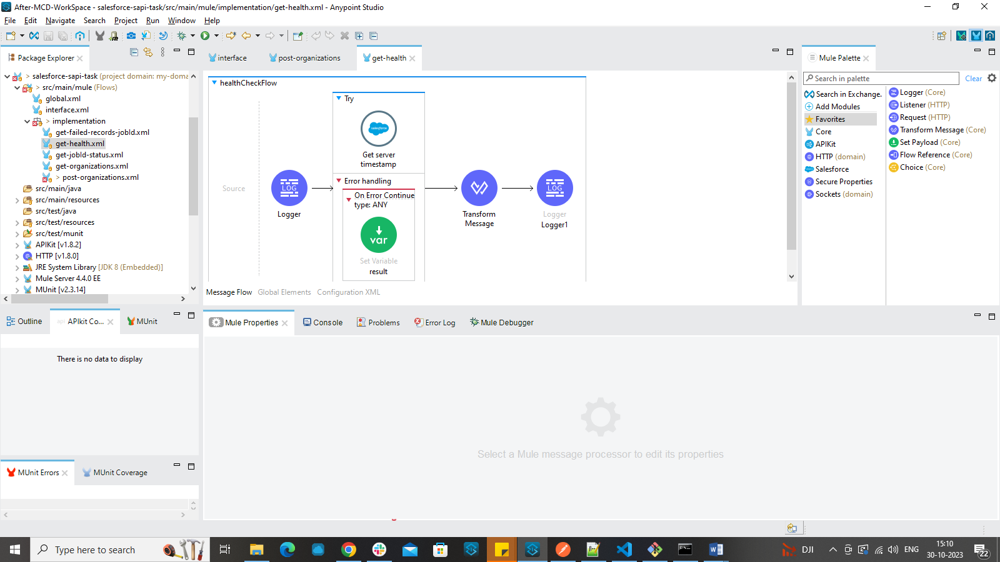 After-MCD-WorkSpace - salesforce-sapi-task/src/main/mule/implementation/get-health.xml - Anypoint Studio
File Edit Navigate Search Project Run Window Help
Package Explorer
interface
post-organizations
get-health
Mule Palette
> salesforce-sapi-task (project domain: my-doma
> src/main/mule (Flows)
global.xml
interface.xml
> implementation
get-failed-records-jobId.xml
get-health.xml
get-jobId-status.xml
get-organizations.xml
> post-organizations.xml
src/main/java
src/main/resources
src/test/java
src/test/resources
src/test/munit
APIKit [v1.8.2]
HTTP [v1.8.0]
JRE System Library [JDK 8 (Embedded)]
Mule Server 4.4.0 EE
MUnit [v2.3.14]
healthCheckFlow
Source
LOG
Logger
Try
salesforce
Get server
timestamp
Error handling
On Error Continue
type: ANY
var
Set Variable
result
Transform
Message
LOG
Logger
Logger1
Message Flow Global Elements Configuration XML
Search in palette
Clear
Search in Exchange.
Add Modules
Favorites
Core
APIKit
HTTP (domain)
Salesforce
Secure Properties
Sockets (domain)
Logger (Core)
Listener (HTTP)
Request (HTTP)
Transform Message (Core)
Set Payload (Core)
Flow Reference (Core)
Choice (Core)
Outline
APIkit Co...
MUnit
There is no data to display
Mule Properties
Console
Problems
Error Log
Mule Debugger
Select a Mule message processor to edit its properties
MUnit Errors
MUnit Coverage
Type here to search
DJI
ENG
15:10
30-10-2023
22